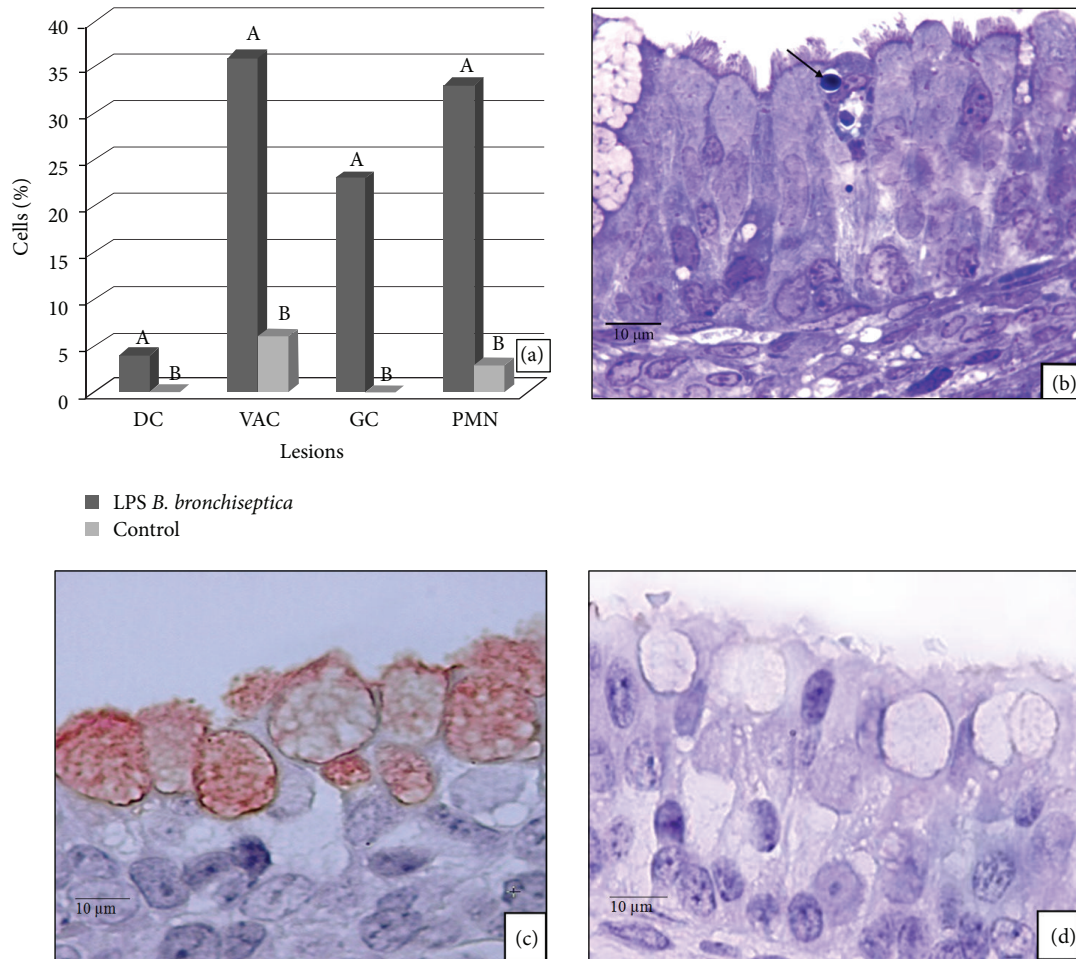 40
35
30
25
20
15
10
5
0
Cells (%)
A
B
A
B
A
B
A
B
DC
VAC
GC
PMN
Lesions
(a)
LPS B. bronchiseptica
Control
10 µm
(b)
10 µm
(c)
10 µm
(d)